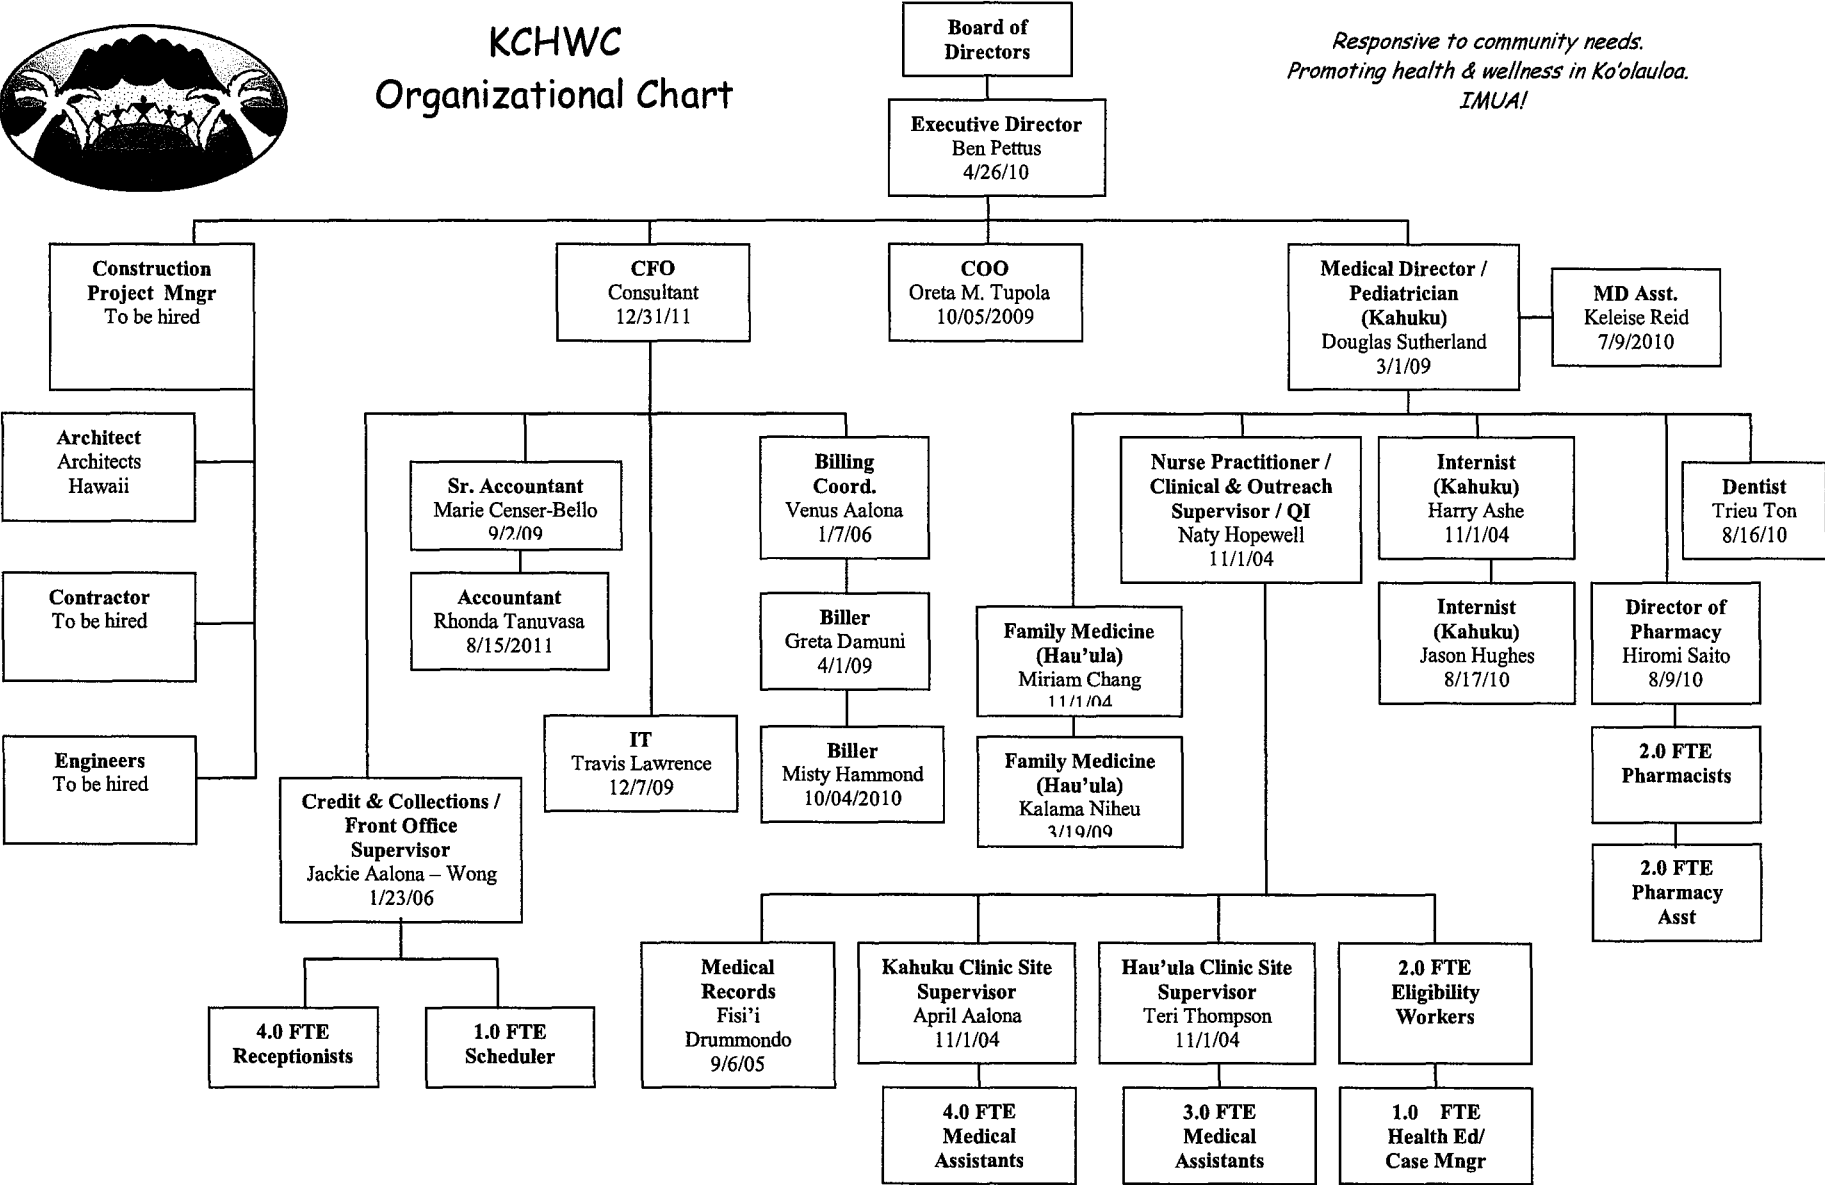 KCHWC
Organizational Chart
Board of
Directors
Responsive to community needs.
Promoting health & wellness in Ko'olauloa.
IMUA!
Executive Director
Ben Pettus
4/26/10
Construction
Project Mngr
To be hired
CFO
Consultant
12/31/11
COO
Oreta M. Tupola
10/05/2009
Medical Director /
Pediatrician
(Kahuku)
Douglas Sutherland
3/1/09
MD Asst.
Keleise Reid
7/9/2010
Architect
Architects
Hawaii
Contractor
To be hired
Engineers
To be hired
Sr. Accountant
Marie Censer-Bello
9/2/09
Accountant
Rhonda Tanuvasa
8/15/2011
Billing
Coord.
Venus Aalona
1/7/06
Biller
Greta Damuni
4/1/09
Biller
Misty Hammond
10/04/2010
IT
Travis Lawrence
12/7/09
Credit & Collections /
Front Office
Supervisor
Jackie Aalona – Wong
1/23/06
4.0 FTE
Receptionists
1.0 FTE
Scheduler
Nurse Practitioner /
Clinical & Outreach
Supervisor / QI
Naty Hopewell
11/1/04
Internist
(Kahuku)
Harry Ashe
11/1/04
Internist
(Kahuku)
Jason Hughes
8/17/10
Dentist
Trieu Ton
8/16/10
Director of
Pharmacy
Hiromi Saito
8/9/10
2.0 FTE
Pharmacists
2.0 FTE
Pharmacy
Asst
Family Medicine
(Hau'ula)
Miriam Chang
11/1/04
Family Medicine
(Hau'ula)
Kalama Niheu
3/19/09
Medical
Records
Fisi'i
Drummondo
9/6/05
Kahuku Clinic Site
Supervisor
April Aalona
11/1/04
4.0 FTE
Medical
Assistants
Hau'ula Clinic Site
Supervisor
Teri Thompson
11/1/04
3.0 FTE
Medical
Assistants
2.0 FTE
Eligibility
Workers
1.0 FTE
Health Ed/
Case Mngr